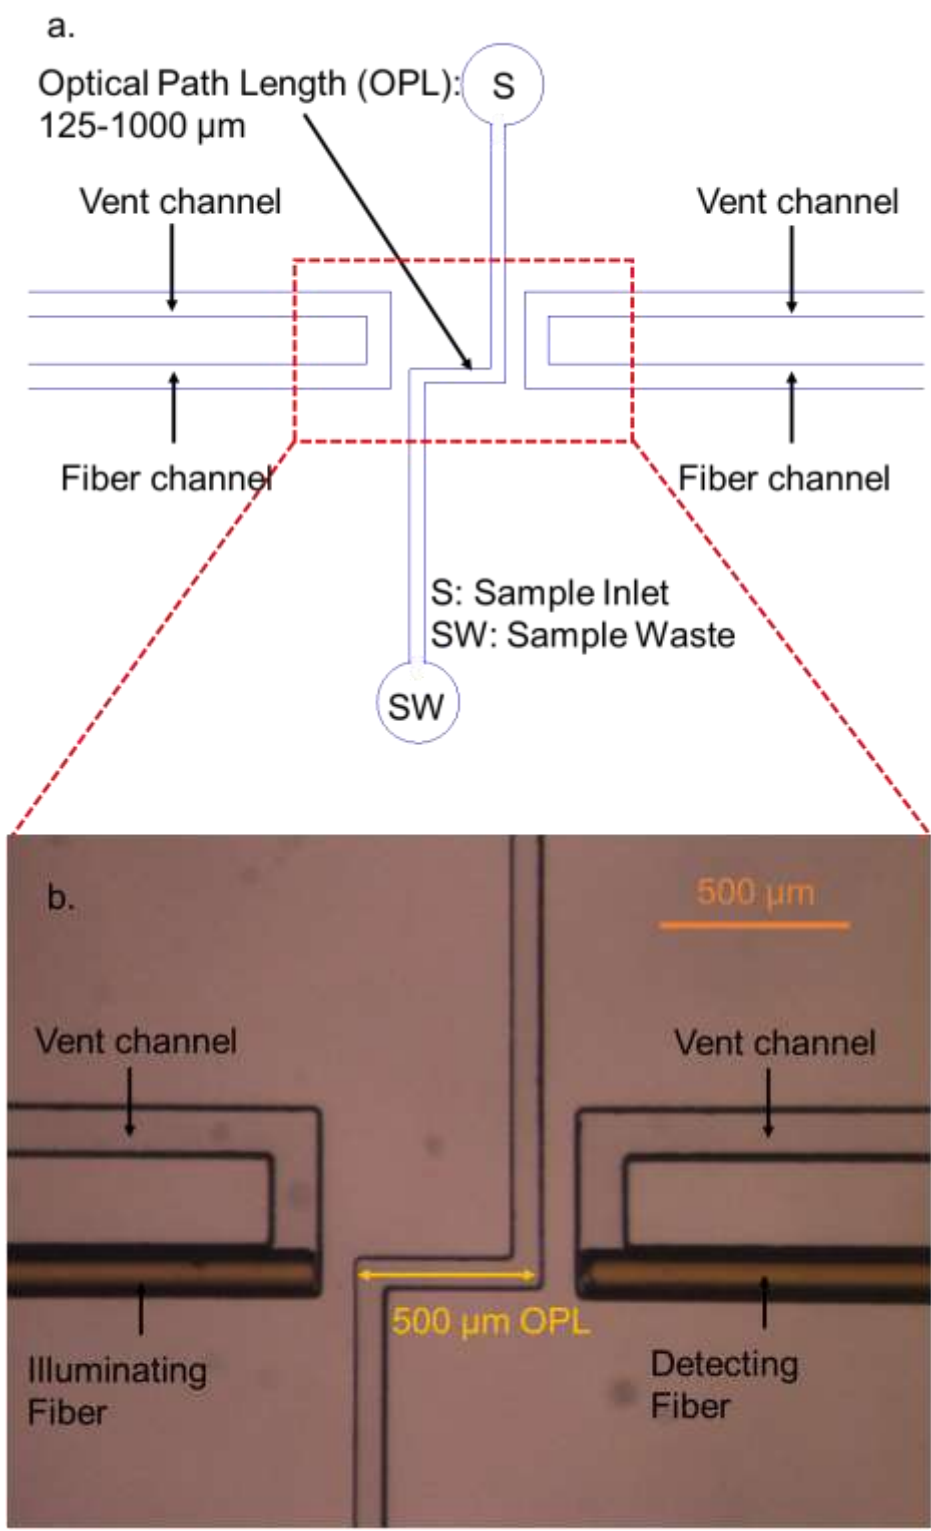 a.
Optical Path Length (OPL):
125-1000 µm
S
Vent channel
Vent channel
Fiber channel
Fiber channel
S: Sample Inlet
SW: Sample Waste
SW
b.
500 µm
Vent channel
Vent channel
500 µm OPL
Illuminating
Fiber
Detecting
Fiber